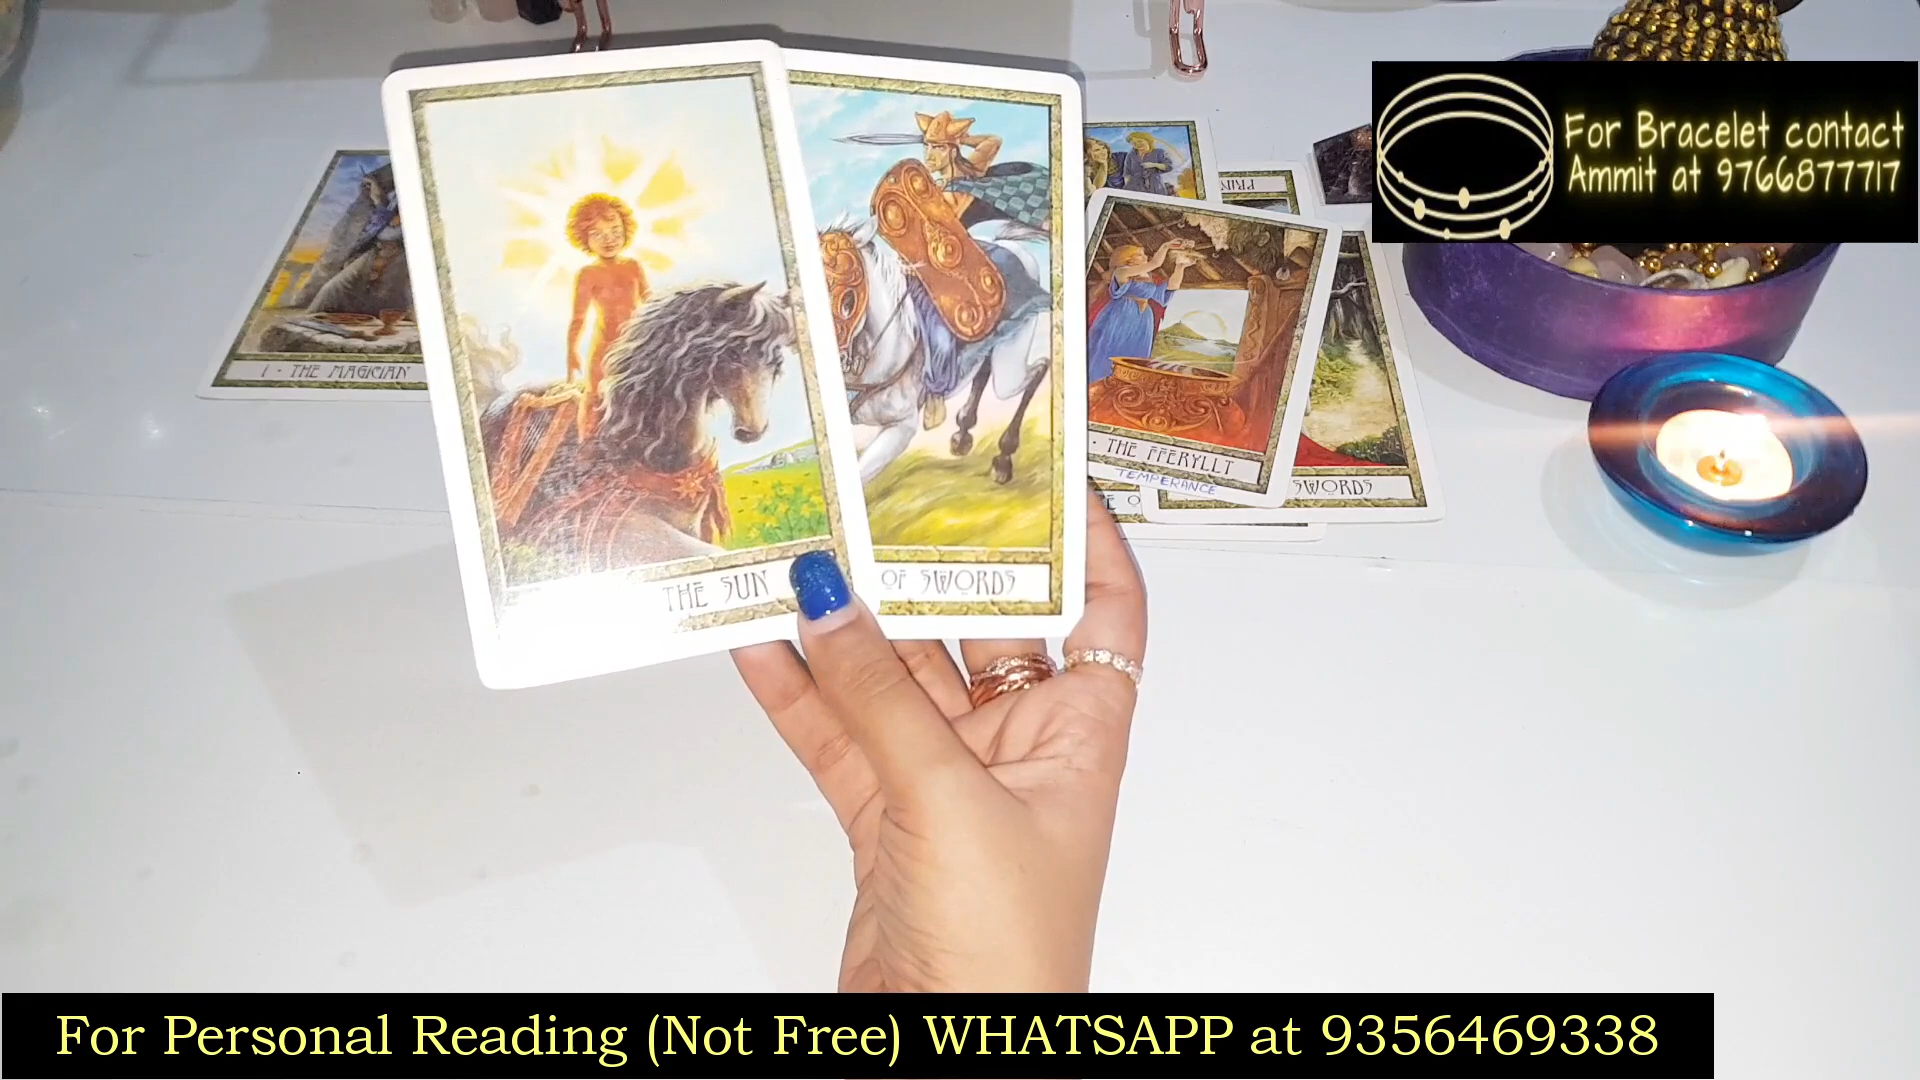 For Bracelet contact
Ammit at 9766877717
I · THE MAGICIAN
THE SUN
OF SWORDS
· THE FFERYLLT
TEMPERANCE
SWORDS
For Personal Reading (Not Free) WHATSAPP at 9356469338